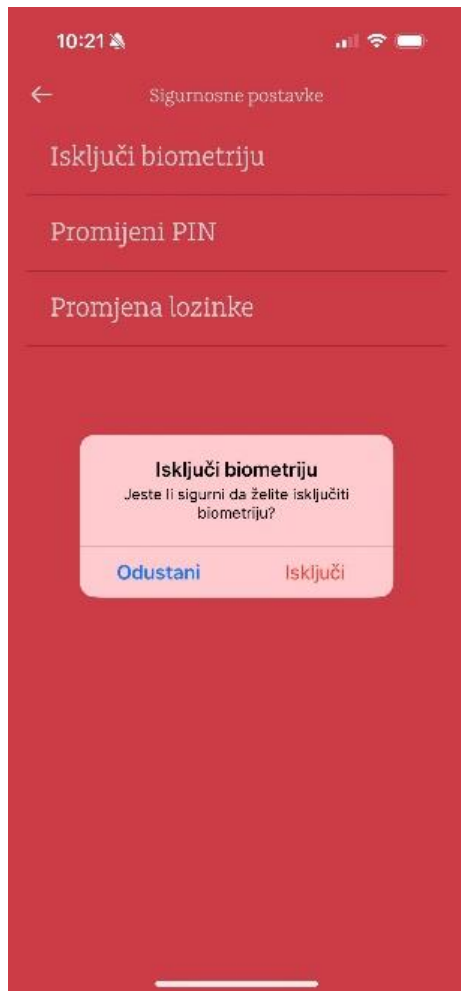 10:21
Sigurnosne postavke
Isključi biometriju
Promijeni PIN
Promjena lozinke
Isključi biometriju
Jeste li sigurni da želite isključiti
biometriju?
Odustani Isključi